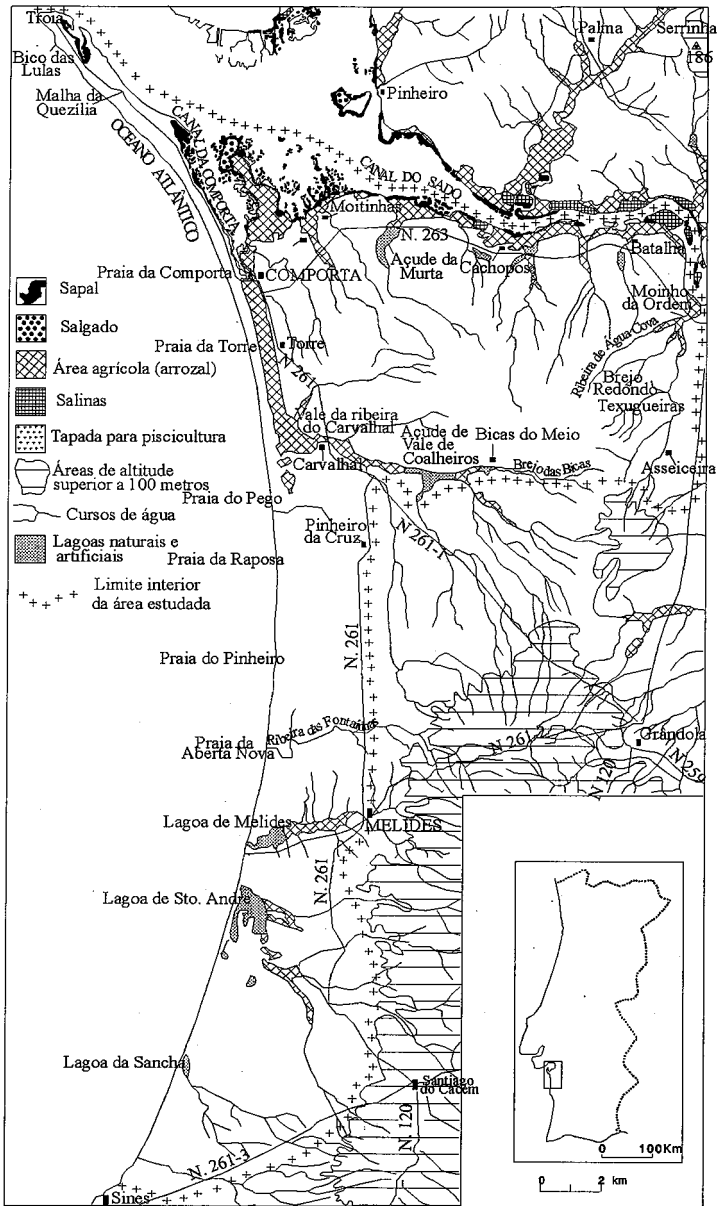 Troia
Bico das
Lulas
Malha da
Quezília
OCEANO ATLÂNTICO
CANAL DA COMPORTA
Palma
Serrinha
186
Pinheiro
CANAL DO SADO
Moitinha
N. 263
Açude da
Murta
Cachopos
Batalha
Moinho
da Ordem
Praia da Comporta
COMPORTA
Ribeira de Água Cova
Praia da Torre
Torre
N 261
Brejo
Redondo
Texugueiras
Vale da ribeira
do Carvalhal
Carvalhal
Açude de
Vale de
Coalheiros
Bicas do Meio
Brejo das Bicas
Asseiceira
Praia do Pego
Pinheiro
da Cruz
N 261-1
Praia da Raposa
N. 261
Praia do Pinheiro
Praia da
Aberta Nova
Ribeira das Fontainhas
N 261-2
Grândola
N 120
N 259
Lagoa de Melides
MELIDES
N. 261
Lagoa de Sto. André
Lagoa da Sancha
Santiago
do Cacém
N. 120
N. 261-3
Sines
Sapal
Salgado
Área agrícola (arrozal)
Salinas
Tapada para piscicultura
Áreas de altitude
superior a 100 metros
Cursos de água
Lagoas naturais e
artificiais
Limite interior
da área estudada
0 100Km
0 2 km